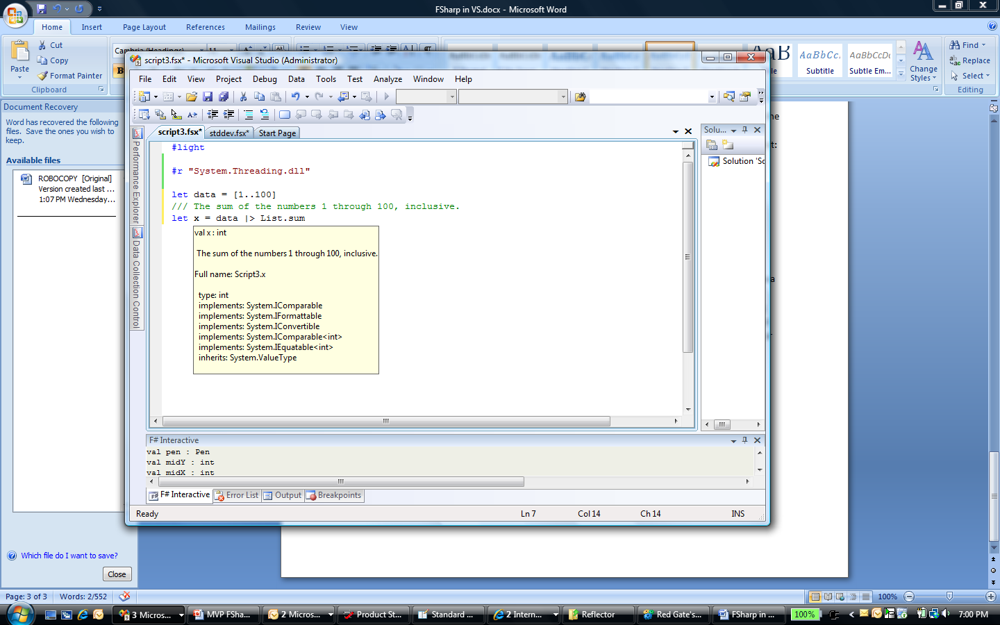 FSharp in VS.docx - Microsoft Word
Home Insert Page Layout References Mailings Review View
Paste
Cut
Copy
Format Painter
Clipboard
Cambria (Headings) 11
B
Subtitle
AaBbCc.
AaBbCcDc
Subtle Em...
Change
Styles
Find
Replace
Select
Editing
Document Recovery
Word has recovered the following
files. Save the ones you wish to
keep.
Available files
ROBOCOPY [Original]
Version created last ...
1:07 PM Wednesday...
Which file do I want to save?
Close
script3.fsx* - Microsoft Visual Studio (Administrator)
File Edit View Project Debug Data Tools Test Analyze Window Help
Performance Explorer
Data Collection Control
script3.fsx* stddev.fsx* Start Page
#light
#r "System.Threading.dll"
let data = [1..100]
/// The sum of the numbers 1 through 100, inclusive.
let x = data |> List.sum
val x : int
The sum of the numbers 1 through 100, inclusive.
Full name: Script3.x
type: int
implements: System.IComparable
implements: System.IFormattable
implements: System.IConvertible
implements: System.IComparable<int>
implements: System.IEquatable<int>
inherits: System.ValueType
Solu...
Solution 'Sc
F# Interactive
val pen : Pen
val midY : int
val midX : int
F# Interactive Error List Output Breakpoints
Ready Ln 7 Col 14 Ch 14 INS
Page: 3 of 3 Words: 2/552 100%
3 Micros... MVP FSha... 2 Micros... Product St... Standard ... 2 Intern... Reflector Red Gate's... FSharp in ... 100% 7:00 PM